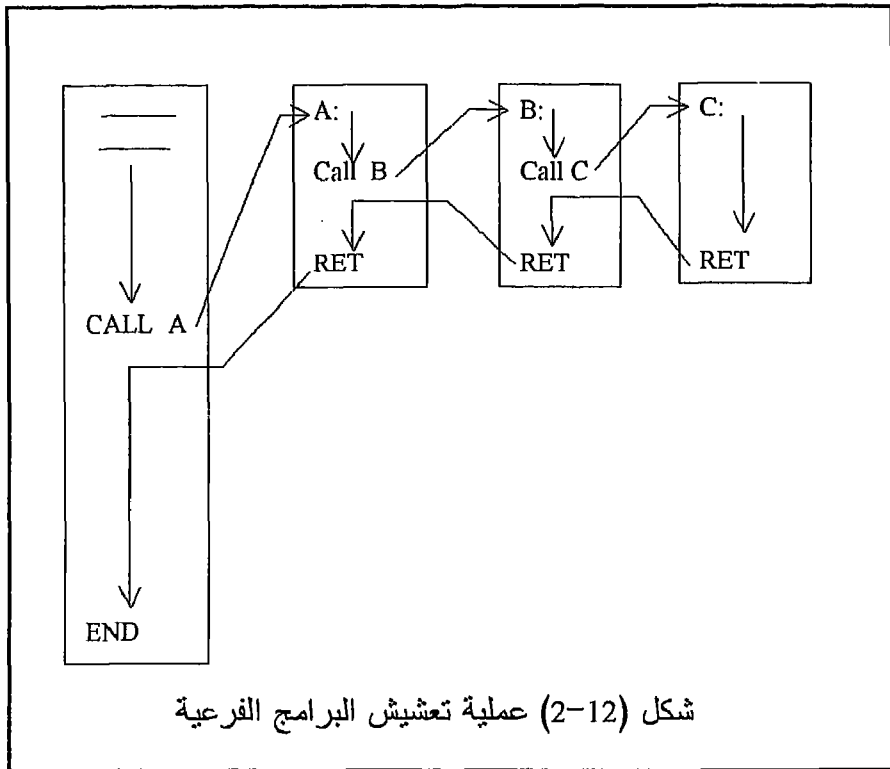 A:
B:
C:
Call B
Call C
RET
RET
RET
CALL A
END
شكل (12-2) عملية تعشيش البرامج الفرعية